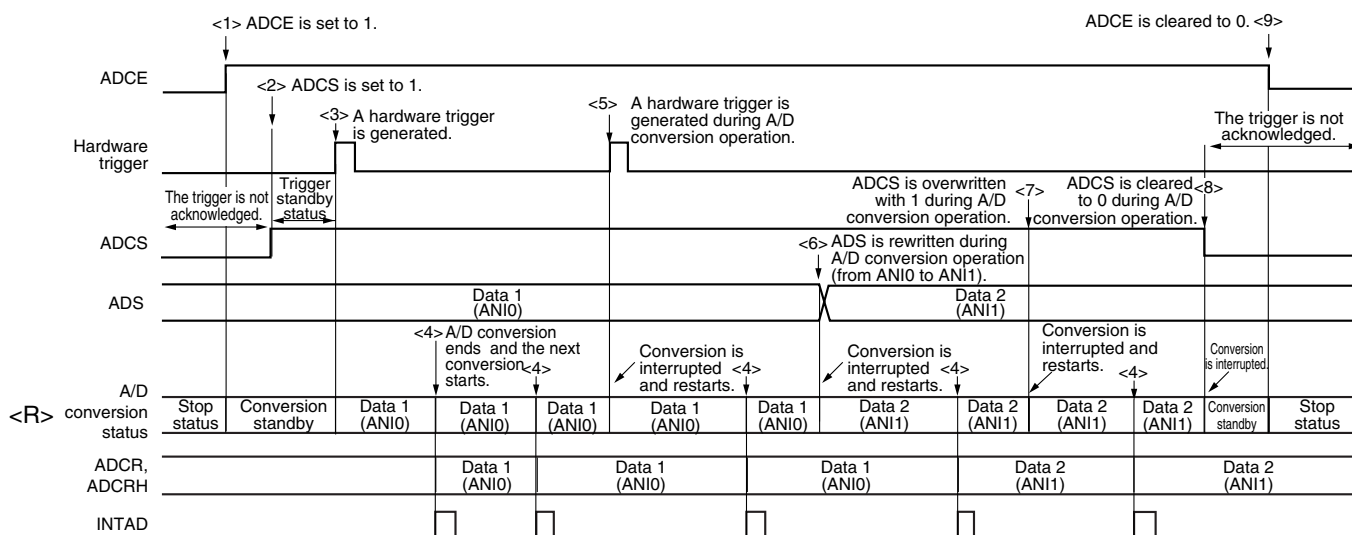 <1> ADCE is set to 1.
ADCE is cleared to 0. <9>
ADCE
<2> ADCS is set to 1.
<3> A hardware trigger
is generated.
<5> A hardware trigger is
generated during A/D
conversion operation.
The trigger is not
acknowledged.
Hardware
trigger
The trigger is not
acknowledged.
Trigger
standby
status
ADCS is overwritten
with 1 during A/D
conversion operation.
<7>
ADCS is cleared
to 0 during A/D
conversion operation.
<8>
ADCS
<6> ADS is rewritten during
A/D conversion operation
(from ANI0 to ANI1).
ADS
Data 1
(ANI0)
Data 2
(ANI1)
<4> A/D conversion
ends and the next
conversion
starts.
<4>
Conversion is
interrupted
and restarts.
<4>
Conversion is
interrupted
and restarts.
<4>
Conversion is
interrupted and
restarts.
<4>
Conversion
is interrupted.
<R>
A/D
conversion
status
Stop
status
Conversion
standby
Data 1
(ANI0)
Data 1
(ANI0)
Data 1
(ANI0)
Data 1
(ANI0)
Data 1
(ANI0)
Data 2
(ANI1)
Data 2
(ANI1)
Data 2
(ANI1)
Data 2
(ANI1)
Conversion
standby
Stop
status
ADCR,
ADCRH
Data 1
(ANI0)
Data 1
(ANI0)
Data 1
(ANI0)
Data 2
(ANI1)
Data 2
(ANI1)
INTAD